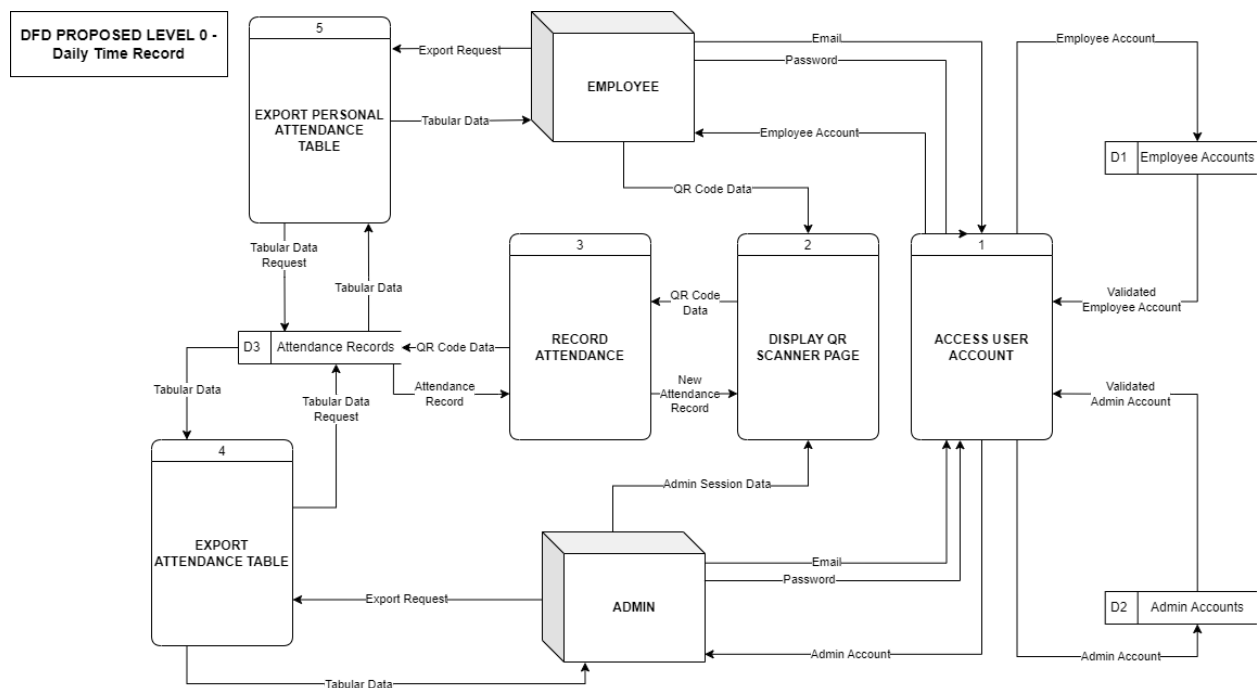 DFD PROPOSED LEVEL 0 -
Daily Time Record
5
EXPORT PERSONAL
ATTENDANCE
TABLE
Export Request
Tabular Data
EMPLOYEE
Email
Password
Employee Account
Employee Account
D1
Employee Accounts
QR Code Data
Tabular Data
Request
Tabular Data
3
RECORD
ATTENDANCE
QR Code
Data
New
Attendance
Record
2
DISPLAY QR
SCANNER PAGE
1
ACCESS USER
ACCOUNT
Validated
Employee Account
Validated
Admin Account
D3
Attendance Records
QR Code Data
Attendance
Record
Tabular Data
Tabular Data
Request
4
EXPORT
ATTENDANCE TABLE
Admin Session Data
Export Request
ADMIN
Email
Password
Admin Account
Tabular Data
D2
Admin Accounts
Admin Account